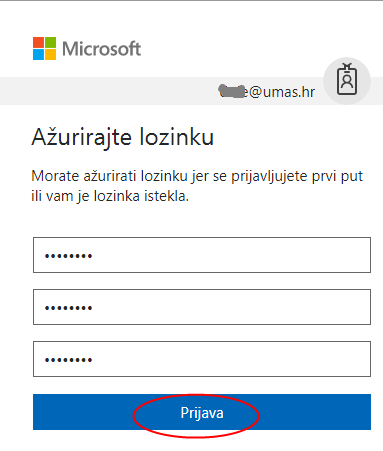 Microsoft
@umas.hr
Ažurirajte lozinku
Morate ažurirati lozinku jer se prijavljujete prvi put
ili vam je lozinka istekla.
••••••••
••••••••
••••••••
Prijava